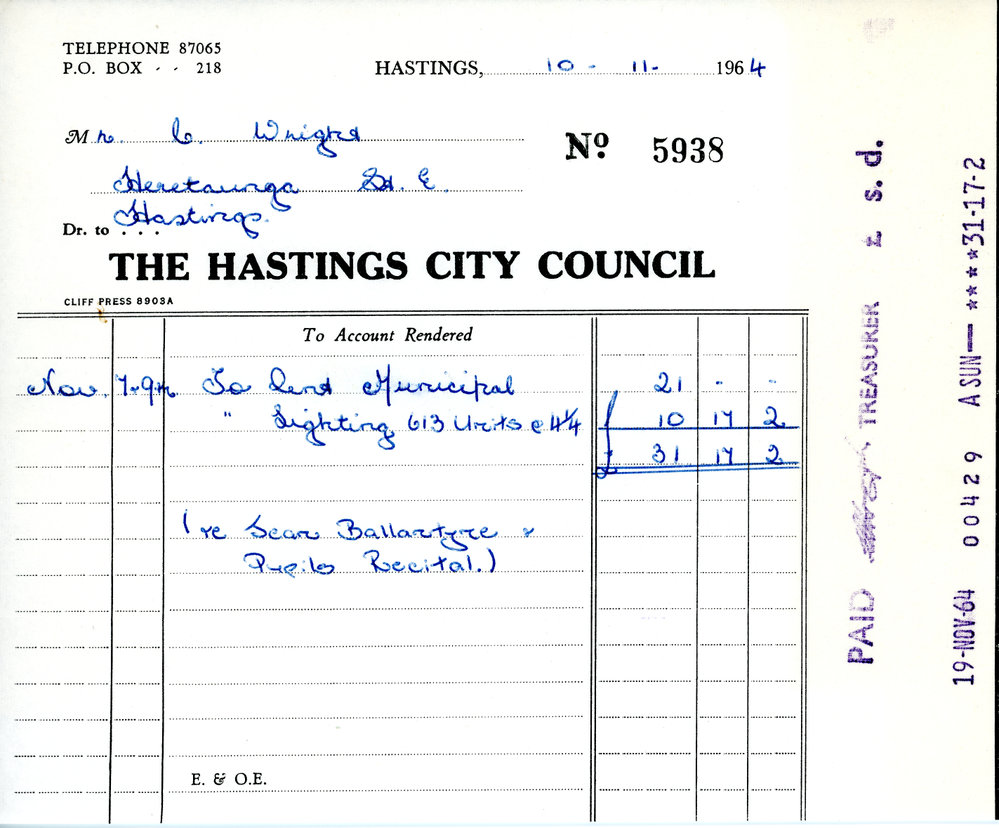 TELEPHONE 87065
P.O. BOX - - 218
HASTINGS, 10 - 11 - 1964
Mr. C. Wright
Nº 5938
Heretaunga St. E.
Hastings.
Dr. to . . .
THE HASTINGS CITY COUNCIL
CLIFF PRESS 8903A
To Account Rendered
Nov. 7-9th To Rent Municipal 21 - -
" Lighting 613 Units @ 4¼ 10 17 2
£ 31 17 2
( re Sean Ballantyne &
Pupils Recital.)
E. & O.E.
PAID TREASURER £ s. d.
19-NOV-64 00429 ASUN— ****31-17-2